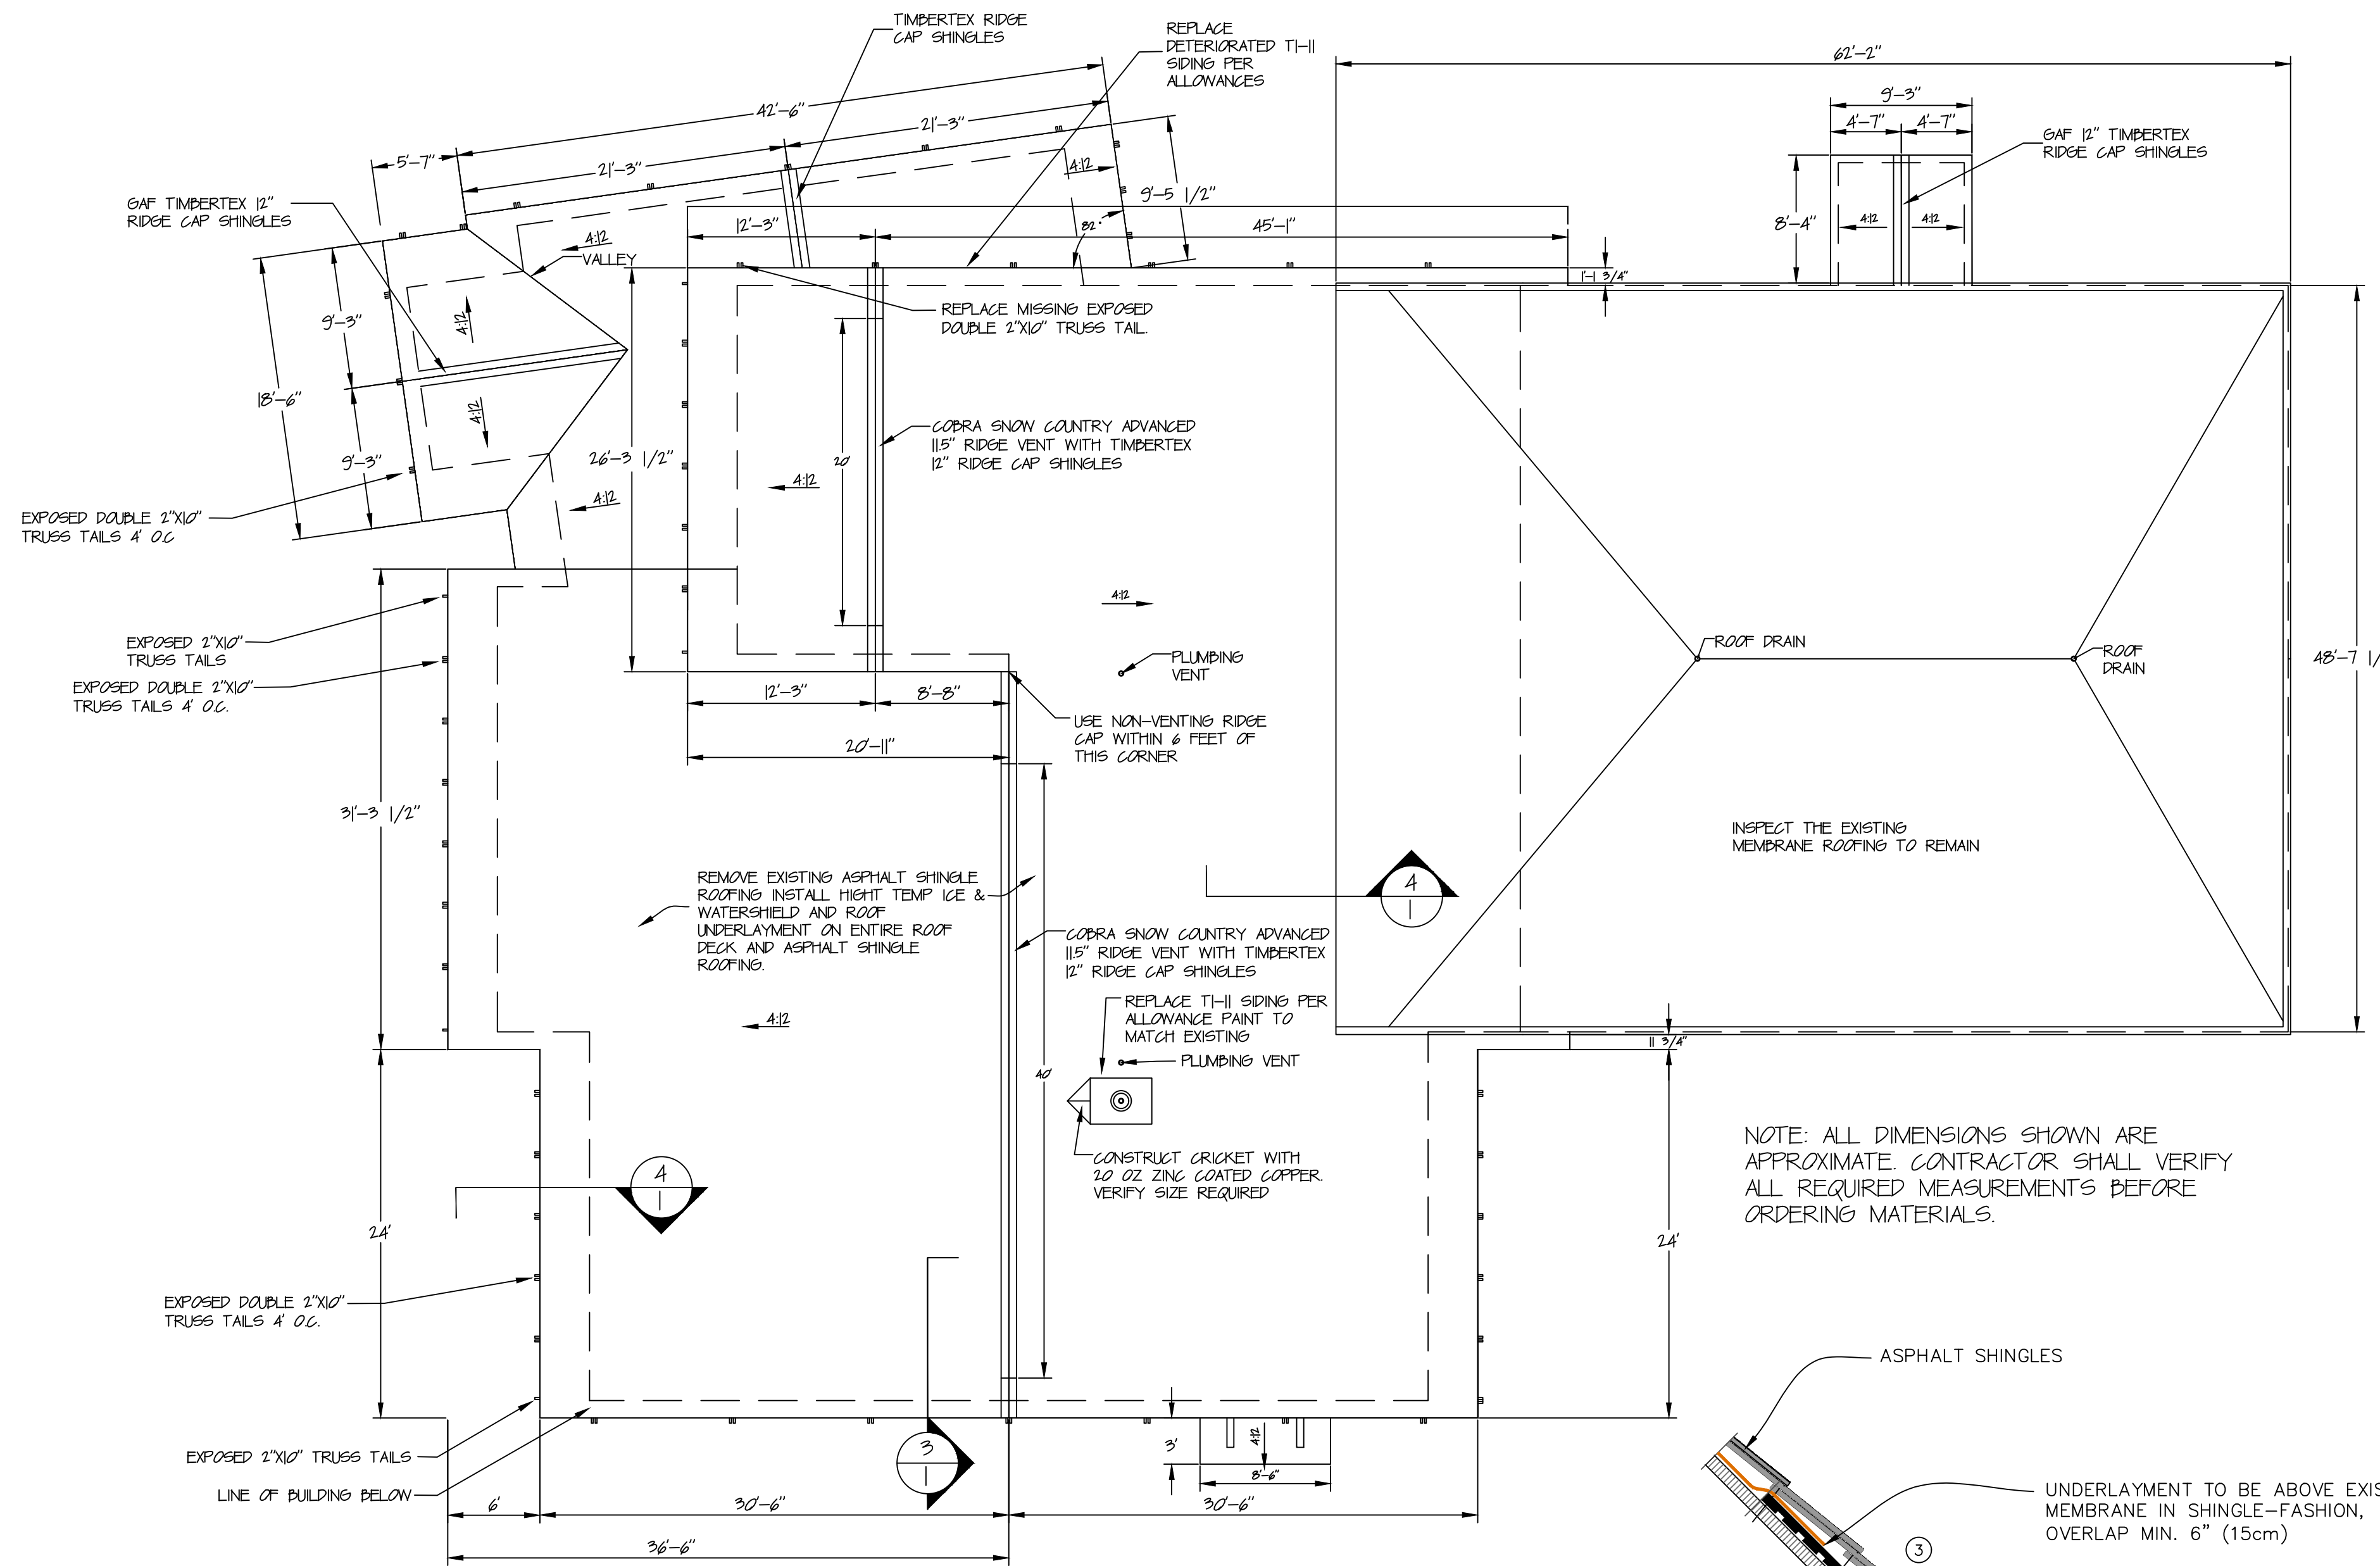 TIMBERTEX RIDGE
CAP SHINGLES
REPLACE
DETERIORATED T1-11
SIDING PER
ALLOWANCES
62'-2"
9'-3"
4'-7"
4'-7"
GAF 12" TIMBERTEX
RIDGE CAP SHINGLES
42'-6"
21'-3"
5'-7"
21'-3"
4:12
9'-5 1/2"
82°
GAF TIMBERTEX 12"
RIDGE CAP SHINGLES
12'-3"
45'-1"
8'-4"
4:12
4:12
4:12
VALLEY
1'-1 3/4"
REPLACE MISSING EXPOSED
DOUBLE 2"X10" TRUSS TAIL.
9'-3"
4:12
18'-6"
4:12
9'-3"
26'-3 1/2"
20'
4:12
4:12
COBRA SNOW COUNTRY ADVANCED
11.5" RIDGE VENT WITH TIMBERTEX
12" RIDGE CAP SHINGLES
EXPOSED DOUBLE 2"X10"
TRUSS TAILS 4' O.C
4:12
EXPOSED 2"X10"
TRUSS TAILS
EXPOSED DOUBLE 2"X10"
TRUSS TAILS 4' O.C.
PLUMBING
VENT
ROOF DRAIN
ROOF
DRAIN
48'-7 1/
12'-3"
8'-8"
20'-11"
USE NON-VENTING RIDGE
CAP WITHIN 6 FEET OF
THIS CORNER
31'-3 1/2"
INSPECT THE EXISTING
MEMBRANE ROOFING TO REMAIN
REMOVE EXISTING ASPHALT SHINGLE
ROOFING INSTALL HIGHT TEMP ICE &
WATERSHIELD AND ROOF
UNDERLAYMENT ON ENTIRE ROOF
DECK AND ASPHALT SHINGLE
ROOFING.
4
1
COBRA SNOW COUNTRY ADVANCED
11.5" RIDGE VENT WITH TIMBERTEX
12" RIDGE CAP SHINGLES
4:12
REPLACE T1-11 SIDING PER
ALLOWANCE PAINT TO
MATCH EXISTING
PLUMBING VENT
40'
11 3/4"
CONSTRUCT CRICKET WITH
20 OZ ZINC COATED COPPER.
VERIFY SIZE REQUIRED
NOTE: ALL DIMENSIONS SHOWN ARE
APPROXIMATE. CONTRACTOR SHALL VERIFY
ALL REQUIRED MEASUREMENTS BEFORE
ORDERING MATERIALS.
4
1
24'
24'
EXPOSED DOUBLE 2"X10"
TRUSS TAILS 4' O.C.
ASPHALT SHINGLES
EXPOSED 2"X10" TRUSS TAILS
LINE OF BUILDING BELOW
3
1
3'
4:12
8'-6"
6'
30'-6"
30'-6"
36'-6"
UNDERLAYMENT TO BE ABOVE EXIS
MEMBRANE IN SHINGLE-FASHION,
OVERLAP MIN. 6" (15cm)
3